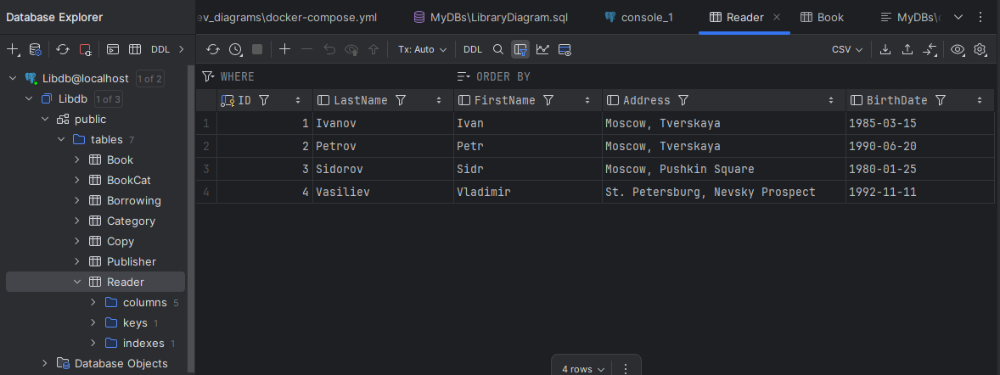 Database Explorer
ev_diagrams\docker-compose.yml MyDBs\LibraryDiagram.sql console_1 Reader Book MyDBs\
DDL Tx: Auto DDL CSV
Libdb@localhost 1 of 2
WHERE ORDER BY
Libdb 1 of 3
ID LastName FirstName Address BirthDate
public
1 1 Ivanov Ivan Moscow, Tverskaya 1985-03-15
tables 7
2 2 Petrov Petr Moscow, Tverskaya 1990-06-20
Book
3 3 Sidorov Sidr Moscow, Pushkin Square 1980-01-25
BookCat
4 4 Vasiliev Vladimir St. Petersburg, Nevsky Prospect 1992-11-11
Borrowing
Category
Copy
Publisher
Reader
columns 5
keys 1
indexes 1
Database Objects
4 rows